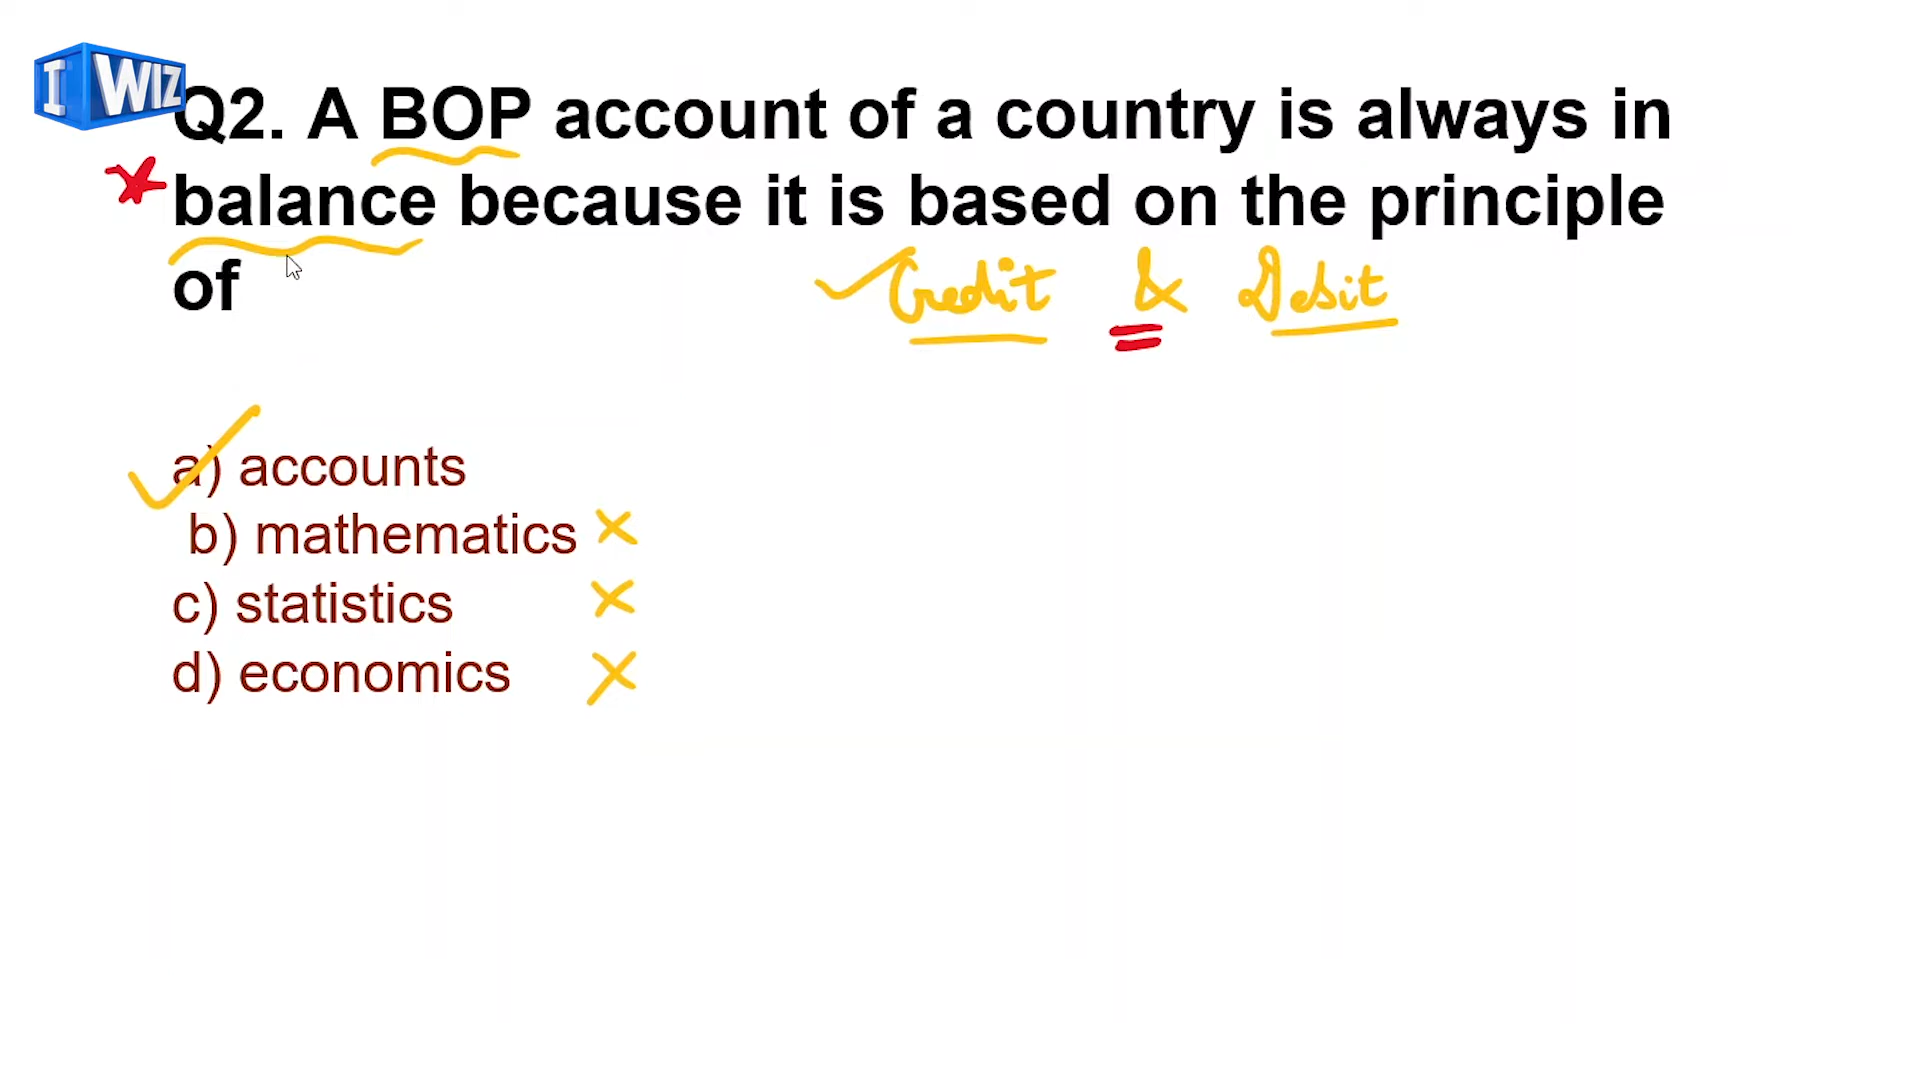 I WIZ
Q2. A BOP account of a country is always in
balance because it is based on the principle
of
Credit & Debit
a) accounts
b) mathematics
c) statistics
d) economics